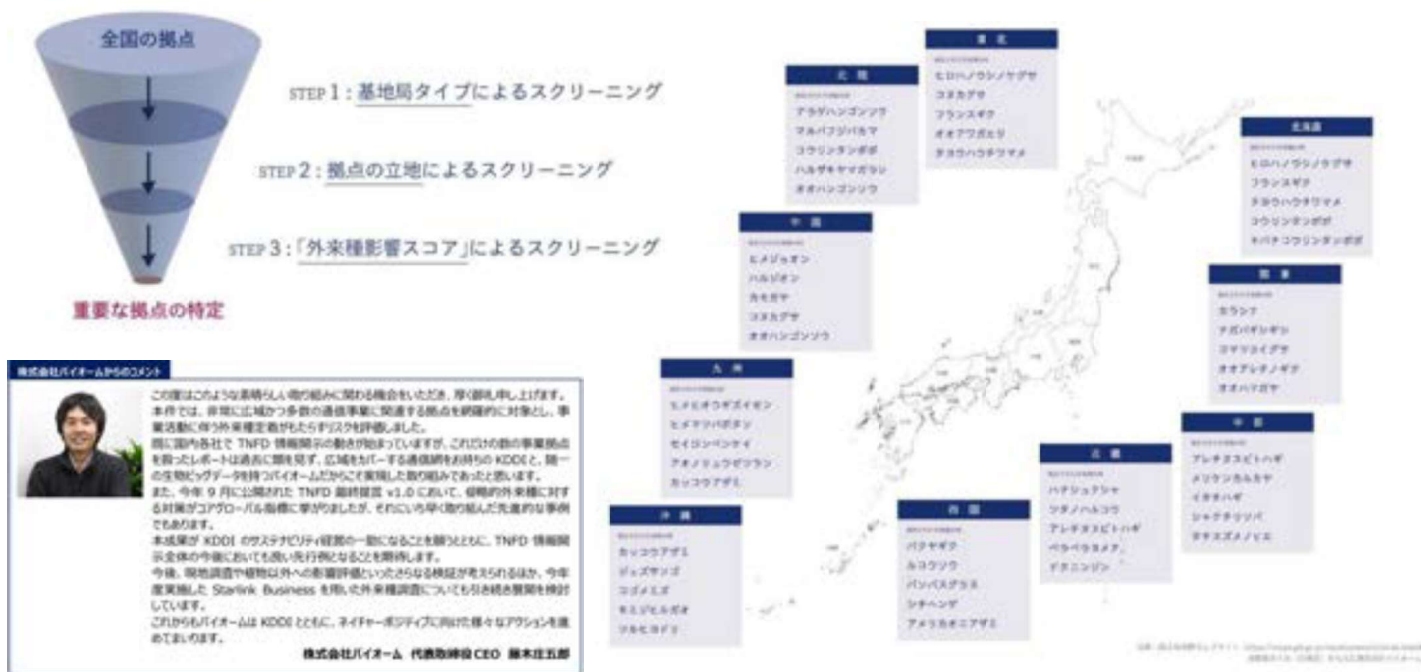 全国の拠点
STEP 1:基地局タイプによるスクリーニング
STEP 2:拠点の立地によるスクリーニング
STEP 3:「外来種影響スコア」によるスクリーニング
重要な拠点の特定
株式会社バイオームからのコメント
この度はこのような素晴らしい取り組みに関わる機会をいただき、厚く御礼申し上げます。
本件では、非常に広域かつ多数の通信事業に関連する拠点を網羅的に対象とし、事
業活動に伴う外来種定着がもたらすリスクを評価しました。
既に国内各社で TNFD 情報開示の動きが始まっていますが、これだけの数の事業拠点
を扱ったレポートは過去に類を見ず、広域をカバーする通信網をお持ちの KDDI と、随一
の生物ビッグデータを持つバイオームだからこそ実現した取り組みであったと思います。
また、今年 9 月に公開された TNFD 最終提言 v1.0 において、侵略的外来種に対す
る対策がコアグローバル指標に挙がりましたが、それにいち早く取り組んだ先進的な事例
でもあります。
本成果が KDDI のサステナビリティ経営の一助になることを願うとともに、TNFD 情報開
示全体の今後においても良い先行例となることを期待します。
今後、現地調査や植物以外への影響評価といったさらなる検証が考えられるほか、今年
度実施した Starlink Business を用いた外来種調査についても引き続き展開を検討
しています。
これからもバイオームは KDDI とともに、ネイチャーポジティブに向けた様々なアクションを進
めてまいります。
株式会社バイオーム 代表取締役 CEO 藤木庄五郎
東北
ヒロハノウシノケグサ
コヌカグサ
フランスギク
オオアワガエリ
北陸
アラゲハンゴンソウ
マルバフジバカマ
コウリンタンポポ
ハルザキヤマガラシ
オオハンゴンソウ
北海道
ヒロハノウシノケグサ
フランスギク
コウリンタンポポ
キバナコウリンタンポポ
中国
ヒメジョオン
ハルジオン
カモガヤ
コヌカグサ
オオハンゴンソウ
関東
カラシナ
ナガバギシギシ
コマツヨイグサ
オオアレチノギク
九州
ヒメヒオウギズイセン
ヒメマツバボタン
セイロンベンケイ
アオノリュウゼツラン
カッコウアザミ
中部
アレチヌスビトハギ
メリケンカルカヤ
イタチハギ
シャクチリソバ
近畿
ハナシュクシャ
ツタノハルコウ
アレチヌスビトハギ
四国
ベニバナボロギク
ルコウソウ
パンパスグラス
シチヘンゲ
アメリカオニアザミ
沖縄
カッコウアザミ
ジュズサンゴ
コゴメミズ
モミジヒルガオ
ツルヒヨドリ